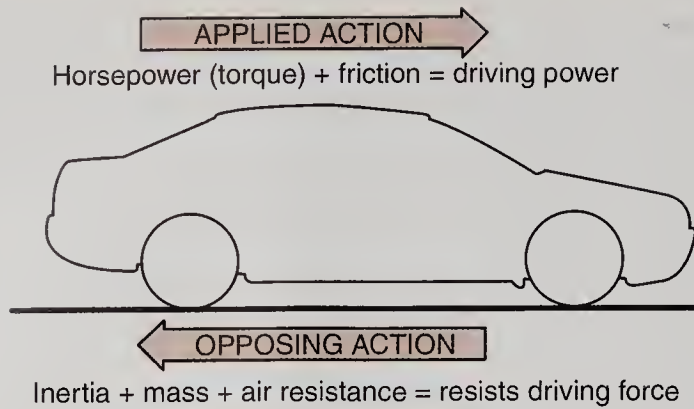 APPLIED ACTION
Horsepower (torque) + friction = driving power
OPPOSING ACTION
Inertia + mass + air resistance = resists driving force